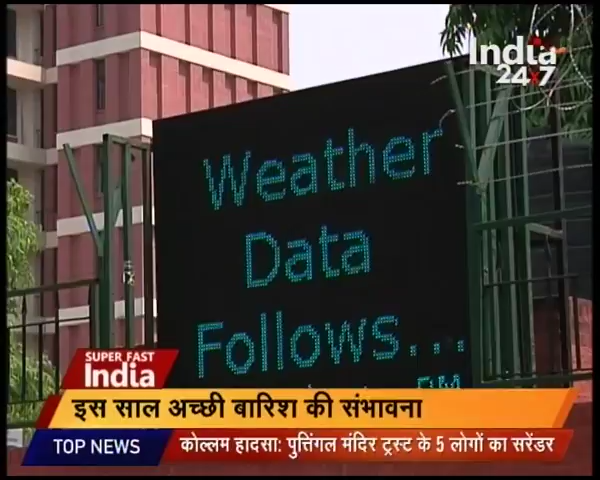 India
24x7
Weather
Data
Follows...
SUPER FAST
India
इस साल अच्छी बारिश की संभावना
TOP NEWS
कोल्लम हादसा: पुत्तिंगल मंदिर ट्रस्ट के 5 लोगों का सरेंडर